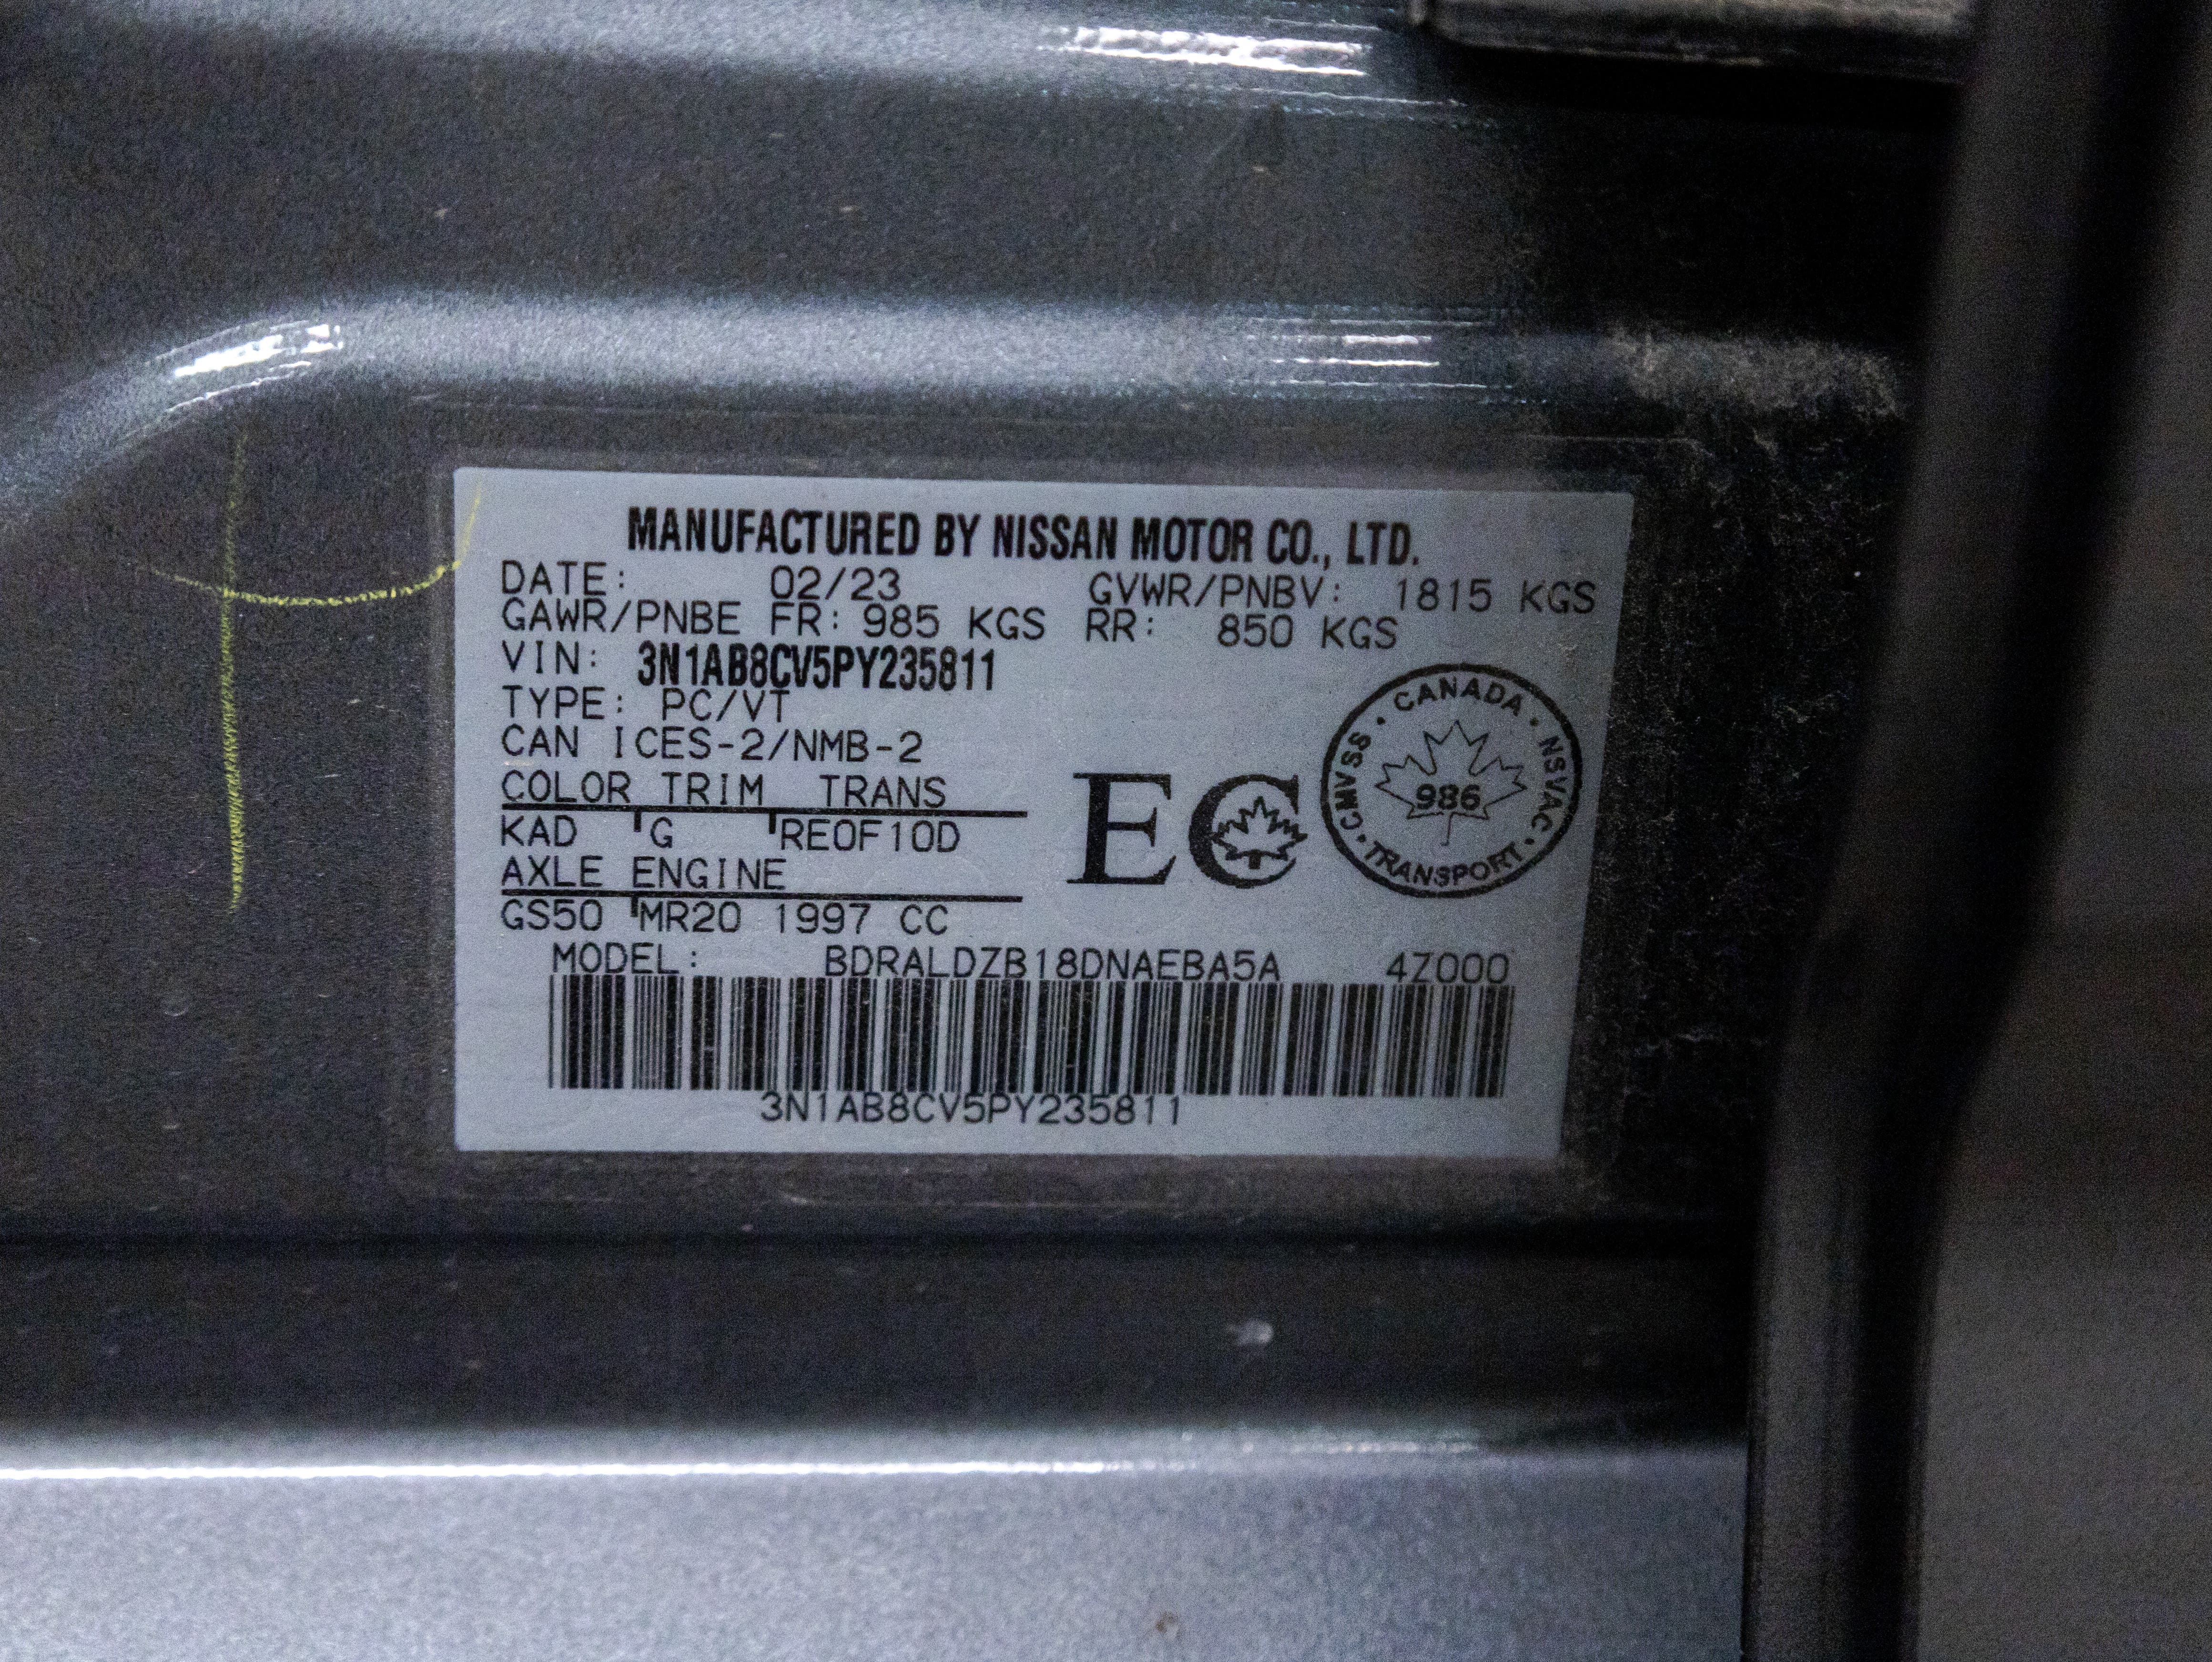 MANUFACTURED BY NISSAN MOTOR CO., LTD.
DATE: 02/23 GVWR/PNBV: 1815 KGS
GAWR/PNBE FR: 985 KGS RR: 850 KGS
VIN: 3N1AB8CV5PY235811
TYPE: PC/VT
CAN ICES-2/NMB-2
COLOR TRIM TRANS
KAD G RE0F10D
AXLE ENGINE
GS50 MR20 1997 CC
EC
CANADA · NSVAC · TRANSPORT · CMVSS ·
986
MODEL: BDRALDZB18DNAEBA5A 4Z000
3N1AB8CV5PY235811